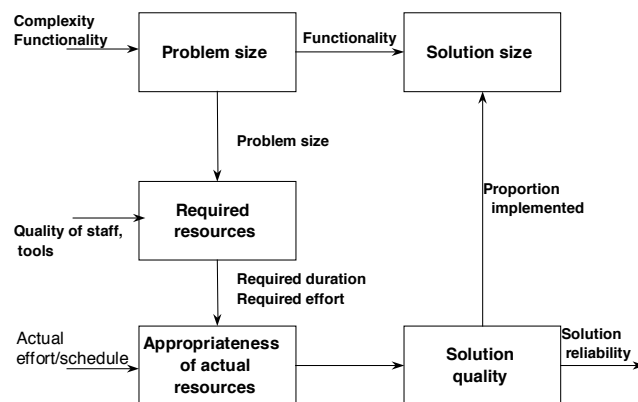 Complexity
Functionality
Problem size
Functionality
Solution size
Problem size
Required
resources
Quality of staff,
tools
Proportion
implemented
Required duration
Required effort
Actual
effort/schedule
Appropriateness
of actual
resources
Solution
quality
Solution
reliability